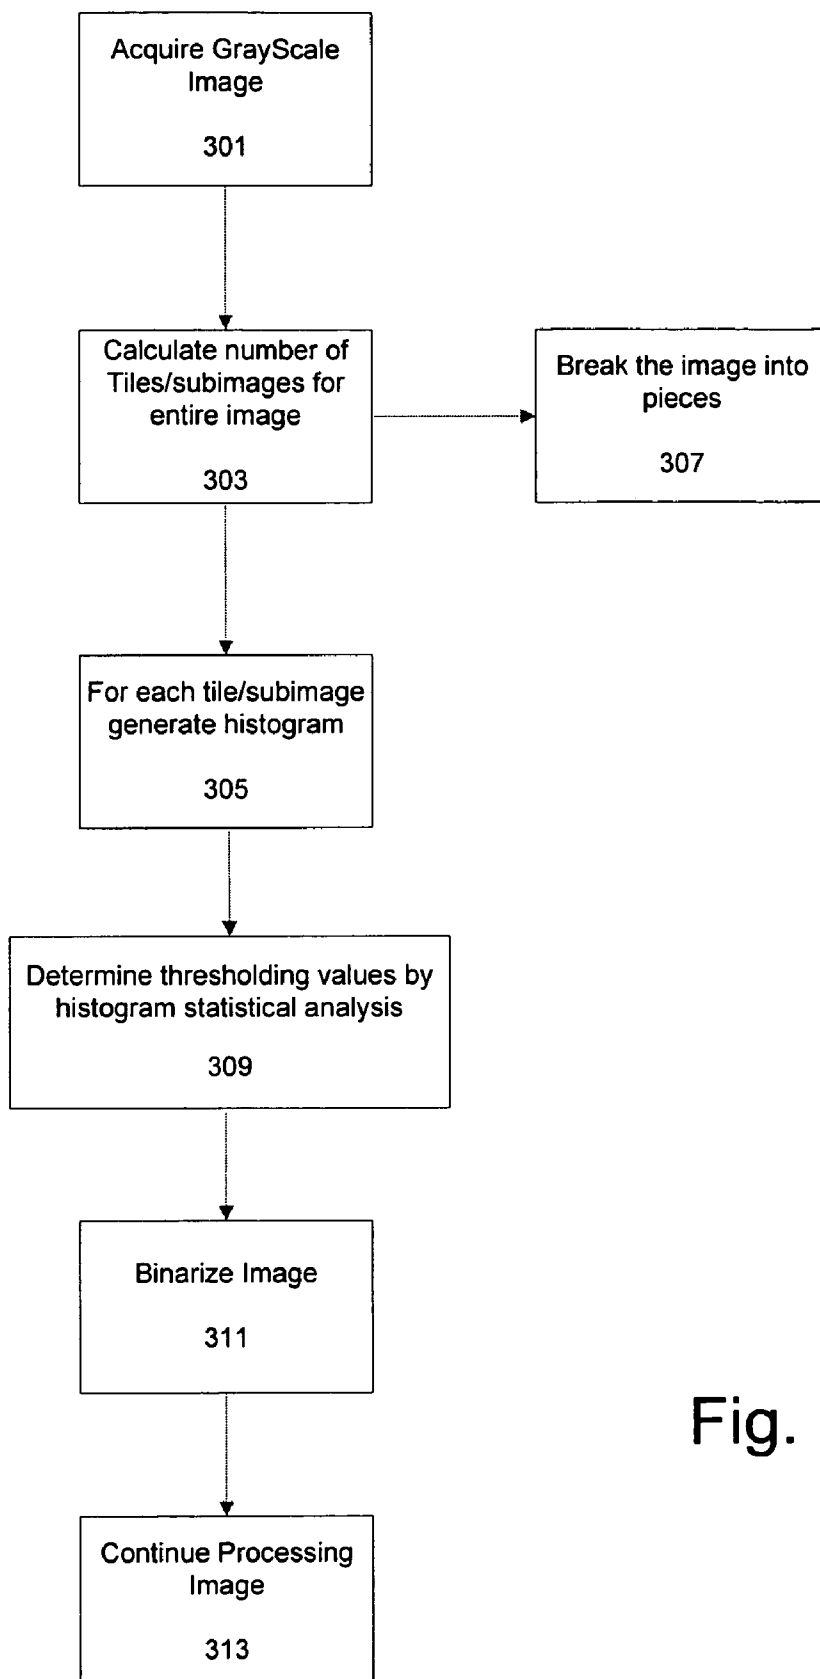 Acquire GrayScale
Image
301
Calculate number of
Tiles/subimages for
entire image
303
Break the image into
pieces
307
For each tile/subimage
generate histogram
305
Determine thresholding values by
histogram statistical analysis
309
Binarize Image
311
Fig.
Continue Processing
Image
313